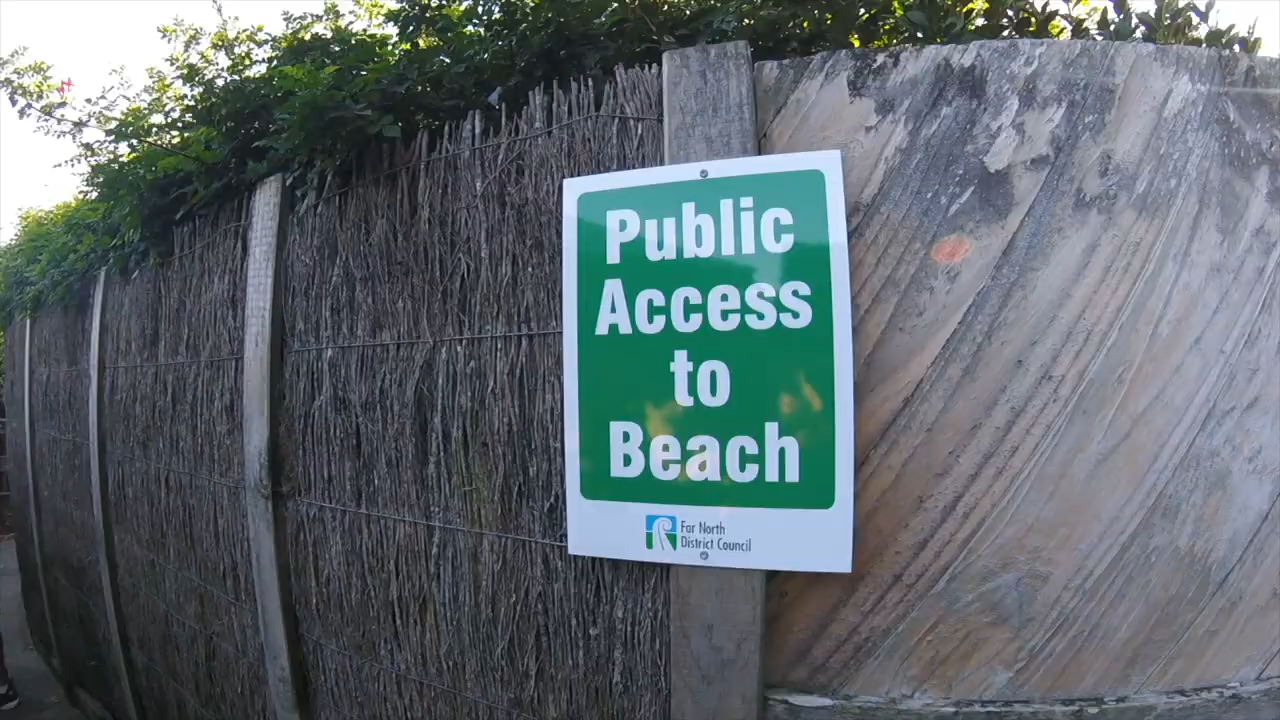 Public
Access
to
Beach
Far North
District Council